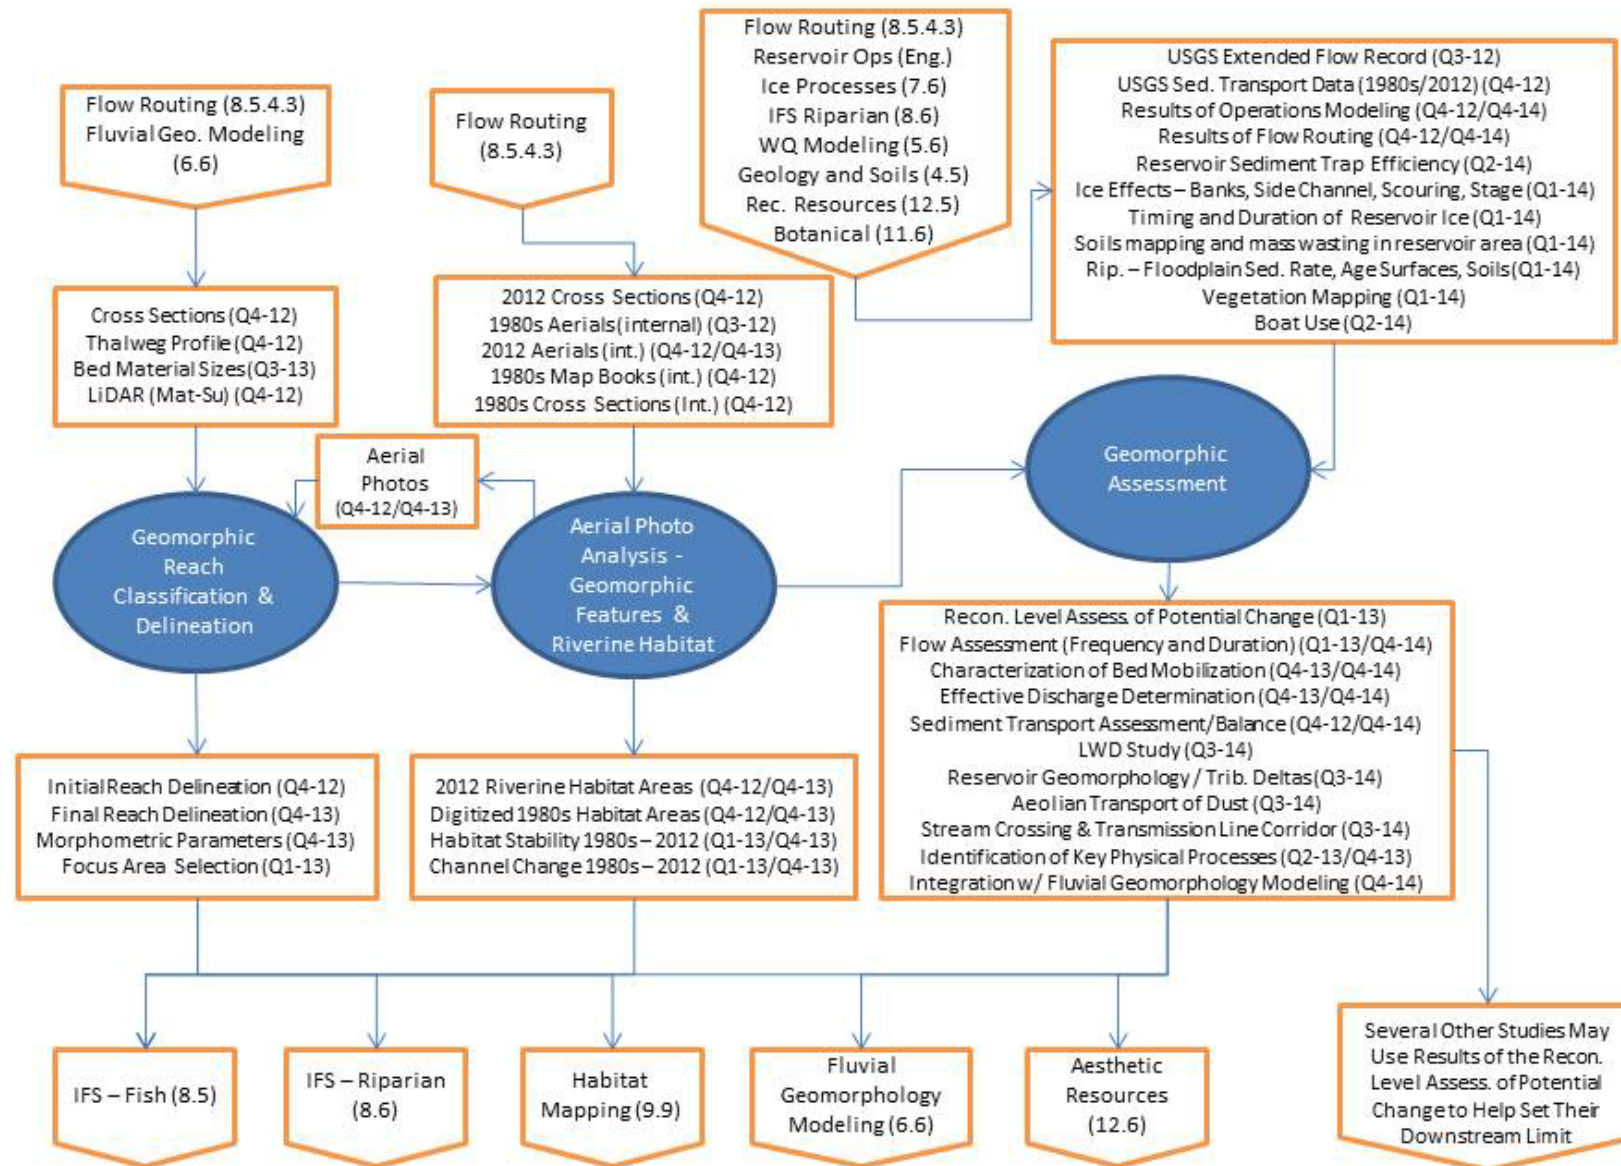 Flow Routing (8.5.4.3)
Fluvial Geo. Modeling
(6.6)
Flow Routing
(8.5.4.3)
Flow Routing (8.5.4.3)
Reservoir Ops (Eng.)
Ice Processes (7.6)
IFS Riparian (8.6)
WQ Modeling (5.6)
Geology and Soils (4.5)
Rec. Resources (12.5)
Botanical (11.6)
USGS Extended Flow Record (Q3-12)
USGS Sed. Transport Data (1980s/2012) (Q4-12)
Results of Operations Modeling (Q4-12/Q4-14)
Results of Flow Routing (Q4-12/Q4-14)
Reservoir Sediment Trap Efficiency (Q2-14)
Ice Effects – Banks, Side Channel, Scouring, Stage (Q1-14)
Timing and Duration of Reservoir Ice (Q1-14)
Soils mapping and mass wasting in reservoir area (Q1-14)
Rip. – Floodplain Sed. Rate, Age Surfaces, Soils (Q1-14)
Vegetation Mapping (Q1-14)
Boat Use (Q2-14)
Cross Sections (Q4-12)
Thalweg Profile (Q4-12)
Bed Material Sizes (Q3-13)
LiDAR (Mat-Su) (Q4-12)
2012 Cross Sections (Q4-12)
1980s Aerials (internal) (Q3-12)
2012 Aerials (int.) (Q4-12/Q4-13)
1980s Map Books (int.) (Q4-12)
1980s Cross Sections (Int.) (Q4-12)
Aerial
Photos
(Q4-12/Q4-13)
Geomorphic
Reach
Classification &
Delineation
Aerial Photo
Analysis -
Geomorphic
Features &
Riverine Habitat
Geomorphic
Assessment
Initial Reach Delineation (Q4-12)
Final Reach Delineation (Q4-13)
Morphometric Parameters (Q4-13)
Focus Area Selection (Q1-13)
2012 Riverine Habitat Areas (Q4-12/Q4-13)
Digitized 1980s Habitat Areas (Q4-12/Q4-13)
Habitat Stability 1980s – 2012 (Q1-13/Q4-13)
Channel Change 1980s – 2012 (Q1-13/Q4-13)
Recon. Level Assess. of Potential Change (Q1-13)
Flow Assessment (Frequency and Duration) (Q1-13/Q4-14)
Characterization of Bed Mobilization (Q4-13/Q4-14)
Effective Discharge Determination (Q4-13/Q4-14)
Sediment Transport Assessment/Balance (Q4-12/Q4-14)
LWD Study (Q3-14)
Reservoir Geomorphology / Trib. Deltas (Q3-14)
Aeolian Transport of Dust (Q3-14)
Stream Crossing & Transmission Line Corridor (Q3-14)
Identification of Key Physical Processes (Q2-13/Q4-13)
Integration w/ Fluvial Geomorphology Modeling (Q4-14)
IFS – Fish (8.5)
IFS – Riparian
(8.6)
Habitat
Mapping (9.9)
Fluvial
Geomorphology
Modeling (6.6)
Aesthetic
Resources
(12.6)
Several Other Studies May
Use Results of the Recon.
Level Assess. of Potential
Change to Help Set Their
Downstream Limit